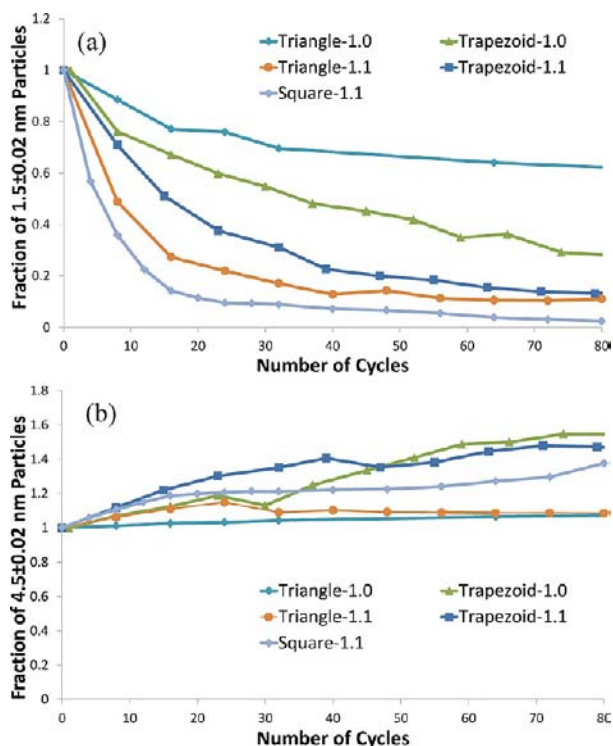 (a)
Triangle-1.0 Trapezoid-1.0
Triangle-1.1 Trapezoid-1.1
Square-1.1
Fraction of 1.5±0.02 nm Particles
1
0.8
0.6
0.4
0.2
0
0 10 20 30 40 50 60 70 80
Number of Cycles
(b)
Fraction of 4.5±0.02 nm Particles
1.8
1.6
1.4
1.2
1
0.8
0.6
0.4
0.2
0
Triangle-1.0 Trapezoid-1.0
Triangle-1.1 Trapezoid-1.1
Square-1.1
0 10 20 30 40 50 60 70 80
Number of Cycles